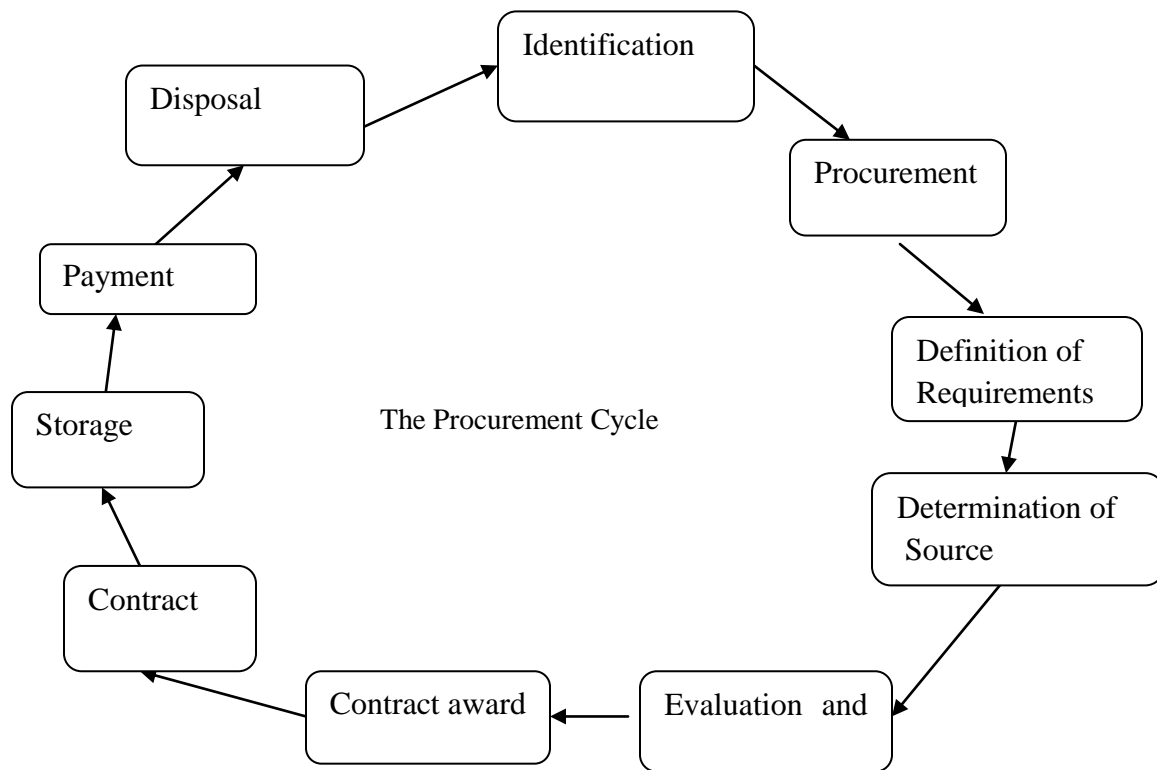 Identification
Procurement
Definition of
Requirements
Determination of
Source
Evaluation and
Contract award
Contract
Storage
Payment
Disposal
The Procurement Cycle